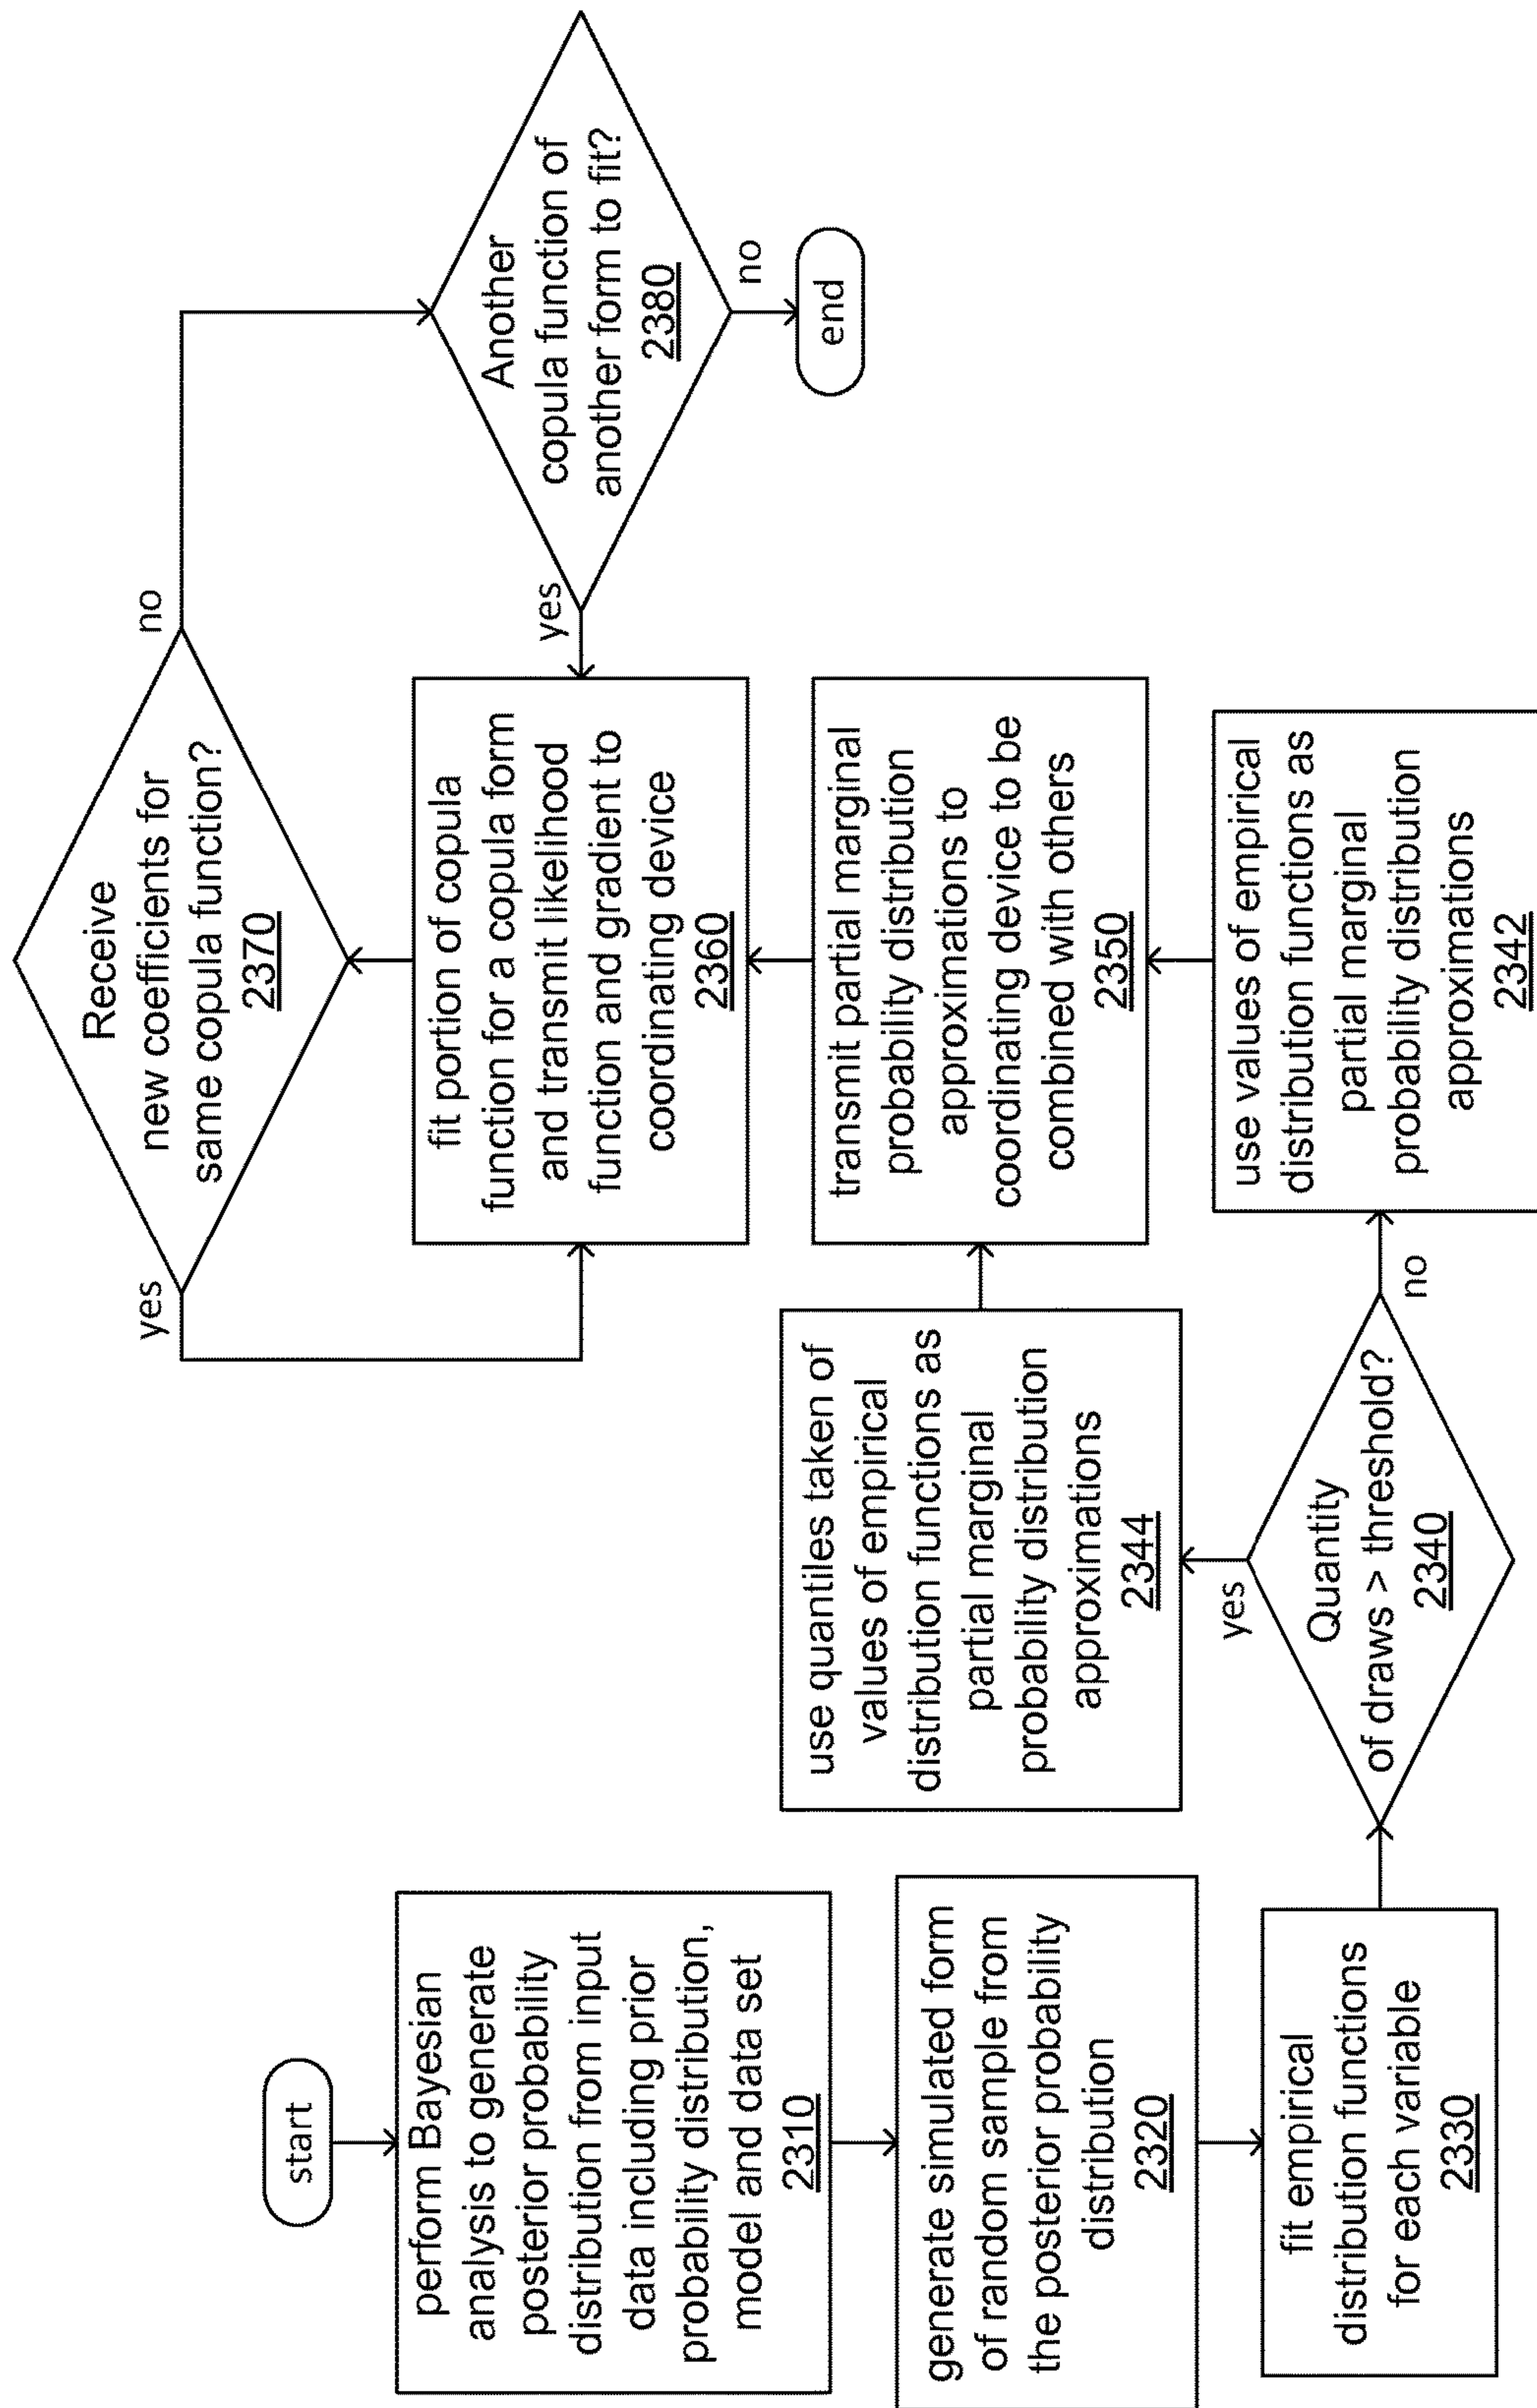 start
perform Bayesian
analysis to generate
posterior probability
distribution from input
data including prior
probability distribution,
model and data set
2310
generate simulated form
of random sample from
the posterior probability
distribution
2320
fit empirical
distribution functions
for each variable
2330
Quantity
of draws > threshold?
2340
yes
no
use quantiles taken of
values of empirical
distribution functions as
partial marginal
probability distribution
approximations
2344
use values of empirical
distribution functions as
partial marginal
probability distribution
approximations
2342
transmit partial marginal
probability distribution
approximations to
coordinating device to be
combined with others
2350
fit portion of copula
function for a copula form
and transmit likelihood
function and gradient to
coordinating device
2360
Receive
new coefficients for
same copula function?
2370
yes
no
Another
copula function of
another form to fit?
2380
yes
no
end